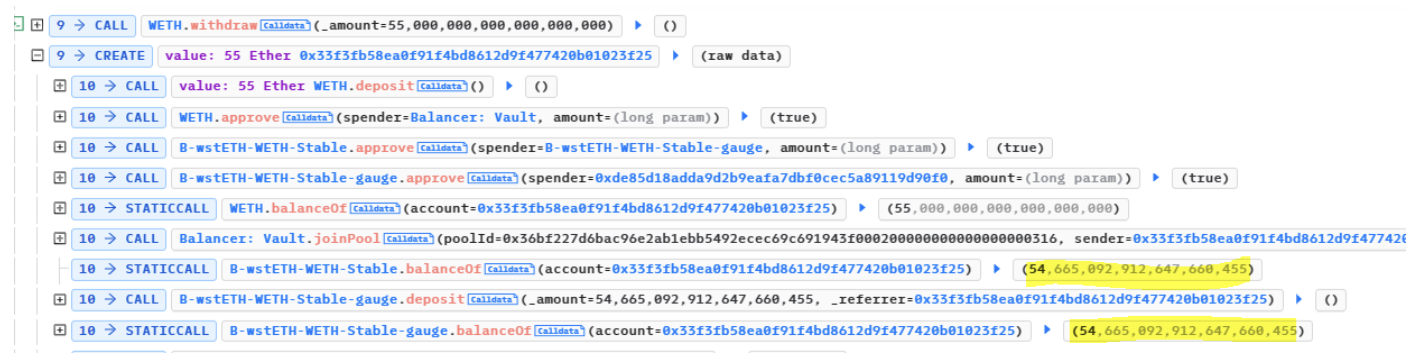 9 → CALL WETH.withdraw Calldata (_amount=55,000,000,000,000,000,000) ▶ ()
9 → CREATE value: 55 Ether 0x33f3fb58ea0f91f4bd8612d9f477420b01023f25 ▶ (raw data)
10 → CALL value: 55 Ether WETH.deposit Calldata () ▶ ()
10 → CALL WETH.approve Calldata (spender=Balancer: Vault, amount=(long param)) ▶ (true)
10 → CALL B-wstETH-WETH-Stable.approve Calldata (spender=B-wstETH-WETH-Stable-gauge, amount=(long param)) ▶ (true)
10 → CALL B-wstETH-WETH-Stable-gauge.approve Calldata (spender=0xde85d18adda9d2b9eafa7dbf0cec5a89119d90f0, amount=(long param)) ▶ (true)
10 → STATICCALL WETH.balanceOf Calldata (account=0x33f3fb58ea0f91f4bd8612d9f477420b01023f25) ▶ (55,000,000,000,000,000,000)
10 → CALL Balancer: Vault.joinPool Calldata (poolId=0x36bf227d6bac96e2ab1ebb5492ecec69c691943f000200000000000000000316, sender=0x33f3fb58ea0f91f4bd8612d9f477420
10 → STATICCALL B-wstETH-WETH-Stable.balanceOf Calldata (account=0x33f3fb58ea0f91f4bd8612d9f477420b01023f25) ▶ (54,665,092,912,647,660,455)
10 → CALL B-wstETH-WETH-Stable-gauge.deposit Calldata (_amount=54,665,092,912,647,660,455, _referrer=0x33f3fb58ea0f91f4bd8612d9f477420b01023f25) ▶ ()
10 → STATICCALL B-wstETH-WETH-Stable-gauge.balanceOf Calldata (account=0x33f3fb58ea0f91f4bd8612d9f477420b01023f25) ▶ (54,665,092,912,647,660,455)